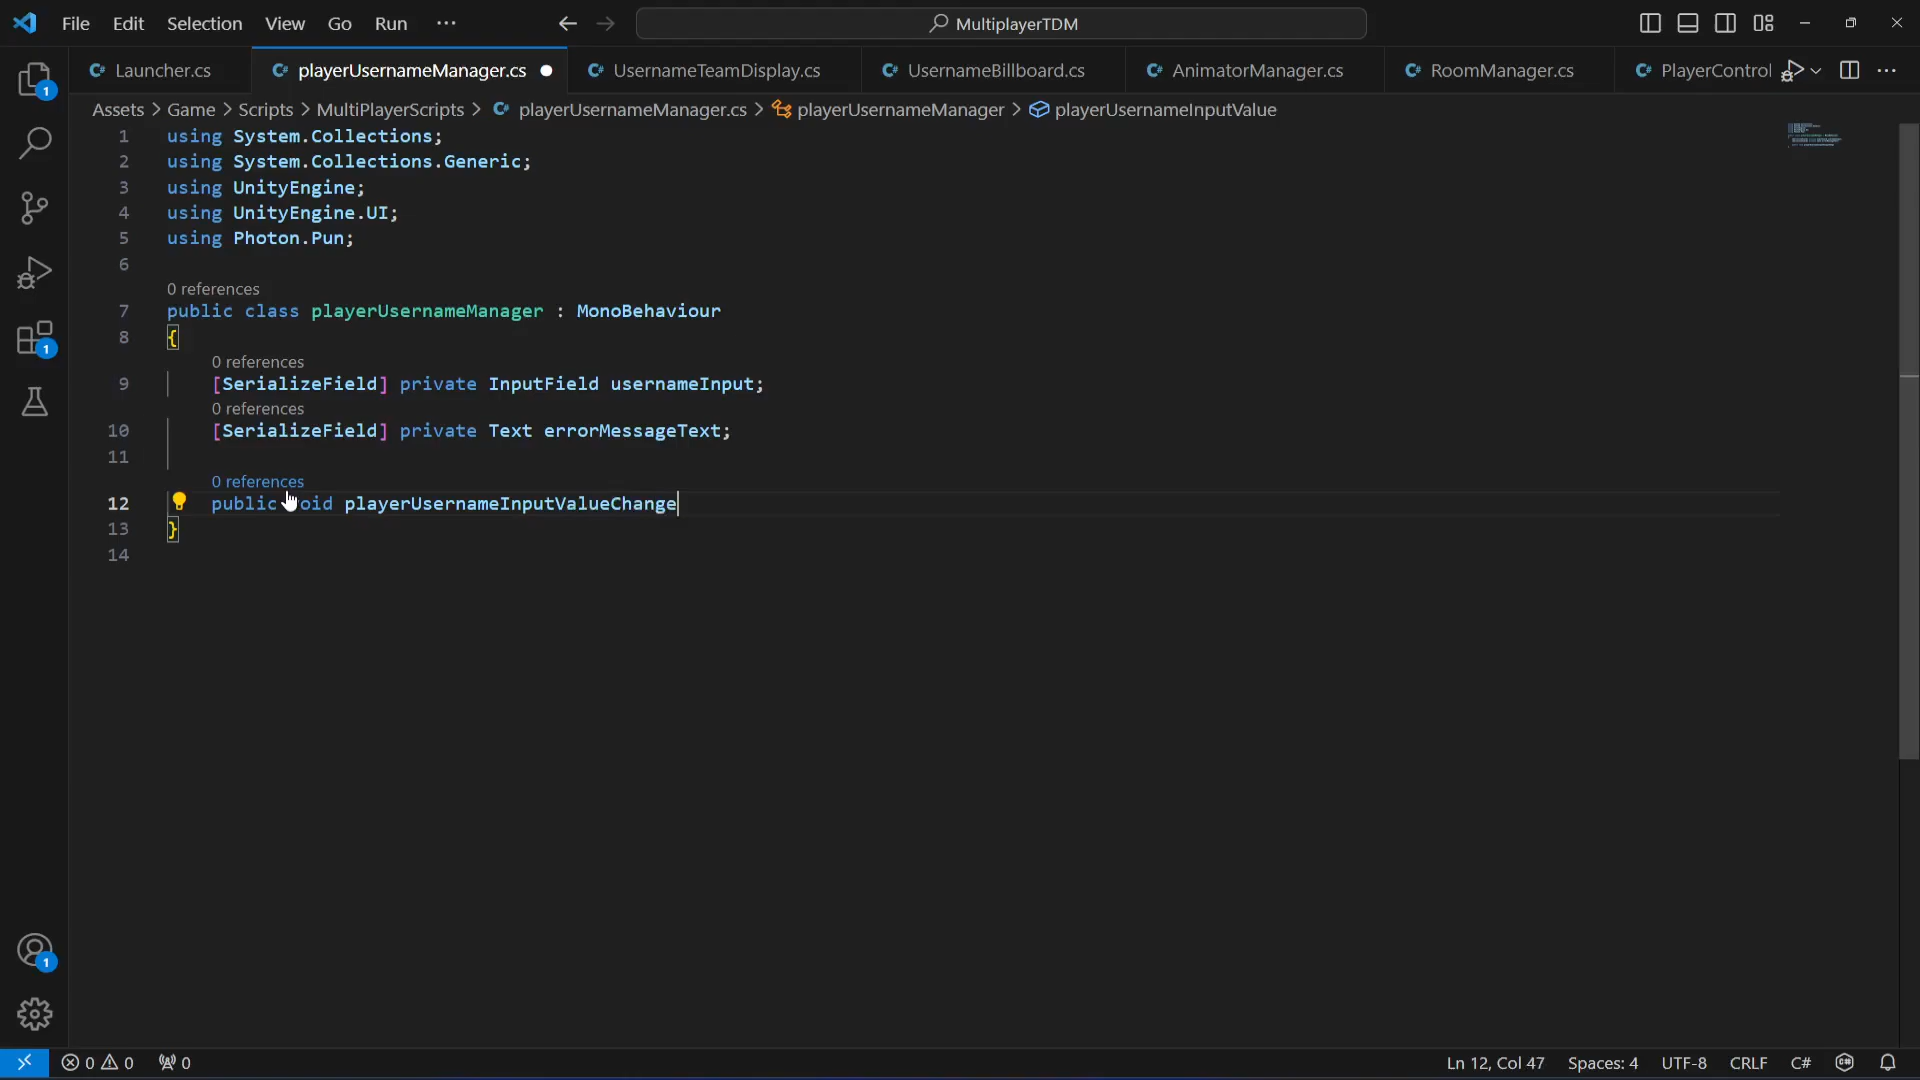 File Edit Selection View Go Run ··· MultiplayerTDM
Launcher.cs playerUsernameManager.cs UsernameTeamDisplay.cs UsernameBillboard.cs AnimatorManager.cs RoomManager.cs PlayerControl
Assets > Game > Scripts > MultiPlayerScripts > playerUsernameManager.cs > playerUsernameManager > playerUsernameInputValue
1 using System.Collections;
2 using System.Collections.Generic;
3 using UnityEngine;
4 using UnityEngine.UI;
5 using Photon.Pun;
6
0 references
7 public class playerUsernameManager : MonoBehaviour
8 {
0 references
9 [SerializeField] private InputField usernameInput;
0 references
10 [SerializeField] private Text errorMessageText;
11
0 references
12 public void playerUsernameInputValueChange
13 }
14
1
1
1
0 0 0 Ln 12, Col 47 Spaces: 4 UTF-8 CRLF C#